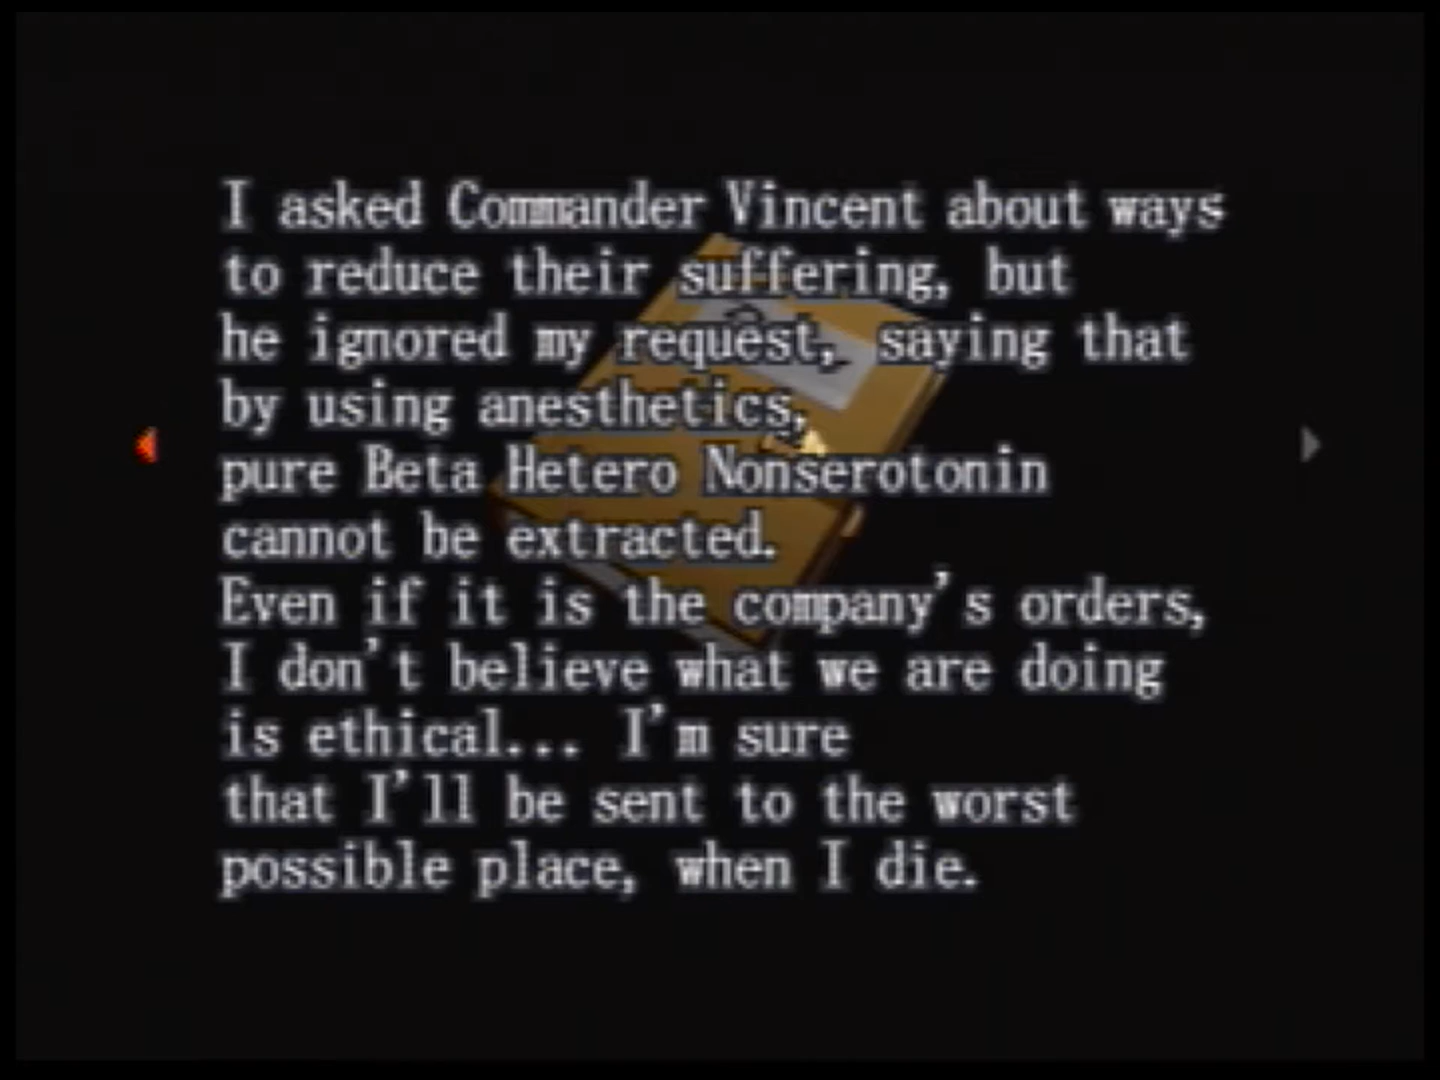 I asked Commander Vincent about ways
to reduce their suffering, but
he ignored my request, saying that
by using anesthetics,
pure Beta Hetero Nonserotonin
cannot be extracted.
Even if it is the company's orders,
I don't believe what we are doing
is ethical... I'm sure
that I'll be sent to the worst
possible place, when I die.